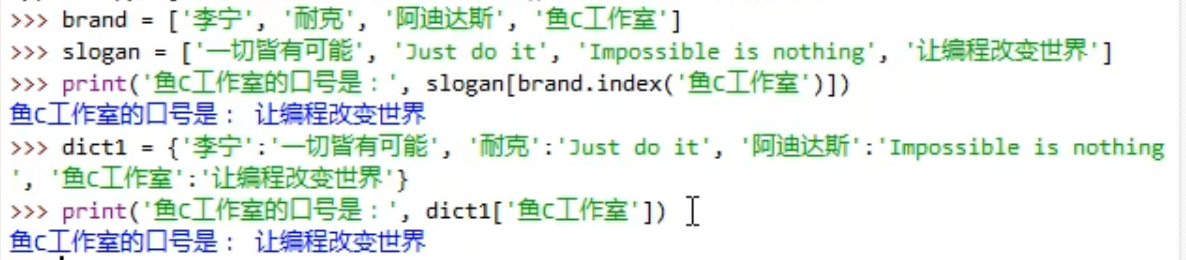 >>> brand = ['李宁', '耐克', '阿迪达斯', '鱼C工作室']
>>> slogan = ['一切皆有可能', 'Just do it', 'Impossible is nothing', '让编程改变世界']
>>> print('鱼C工作室的口号是：', slogan[brand.index('鱼C工作室')])
鱼C工作室的口号是： 让编程改变世界
>>> dict1 = {'李宁':'一切皆有可能', '耐克':'Just do it', '阿迪达斯':'Impossible is nothing
', '鱼C工作室':'让编程改变世界'}
>>> print('鱼C工作室的口号是：', dict1['鱼C工作室'])
鱼C工作室的口号是： 让编程改变世界